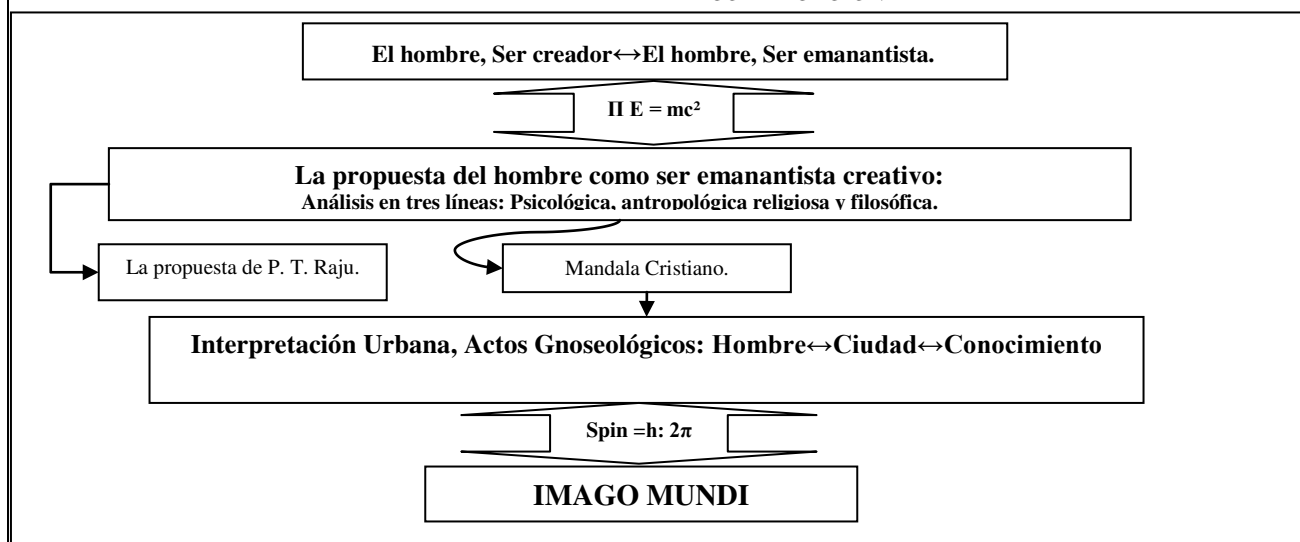 El hombre, Ser creador↔El hombre, Ser emanantista.
Π E = mc²
La propuesta del hombre como ser emanantista creativo:
Análisis en tres líneas: Psicológica, antropológica religiosa y filosófica.
La propuesta de P. T. Raju.
Mandala Cristiano.
Interpretación Urbana, Actos Gnoseológicos: Hombre↔Ciudad↔Conocimiento
Spin =h: 2π
IMAGO MUNDI